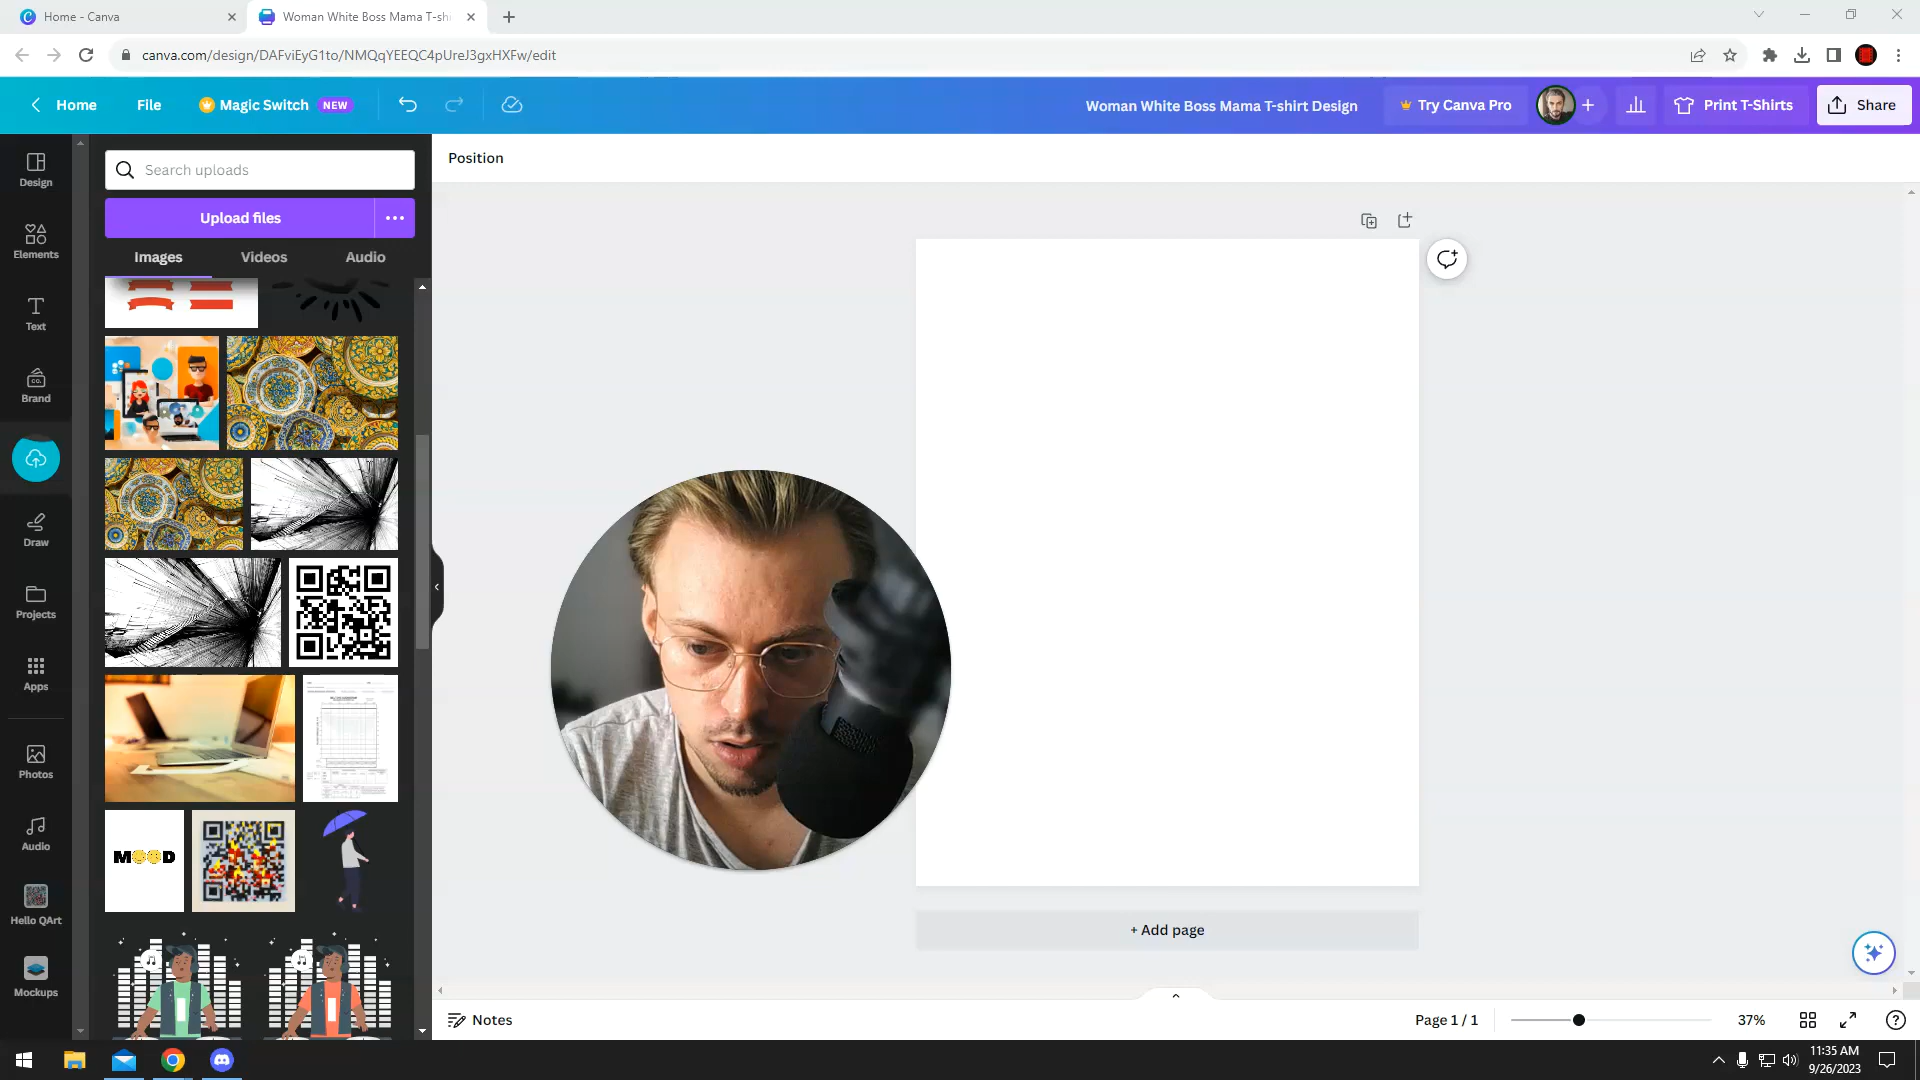 Home - Canva
Woman White Boss Mama T-shi
canva.com/design/DAFviEyG1to/NMQqYEEQC4pUreJ3gxHXFw/edit
Home
File
Magic Switch
NEW
Woman White Boss Mama T-shirt Design
Try Canva Pro
Print T-Shirts
Share
Design
Elements
Text
Brand
Draw
Projects
Apps
Photos
Audio
Hello QArt
Mockups
Search uploads
Upload files
Images
Videos
Audio
CO.
MOOD
Position
+ Add page
Notes
Page 1 / 1
37%
11:35 AM
9/26/2023